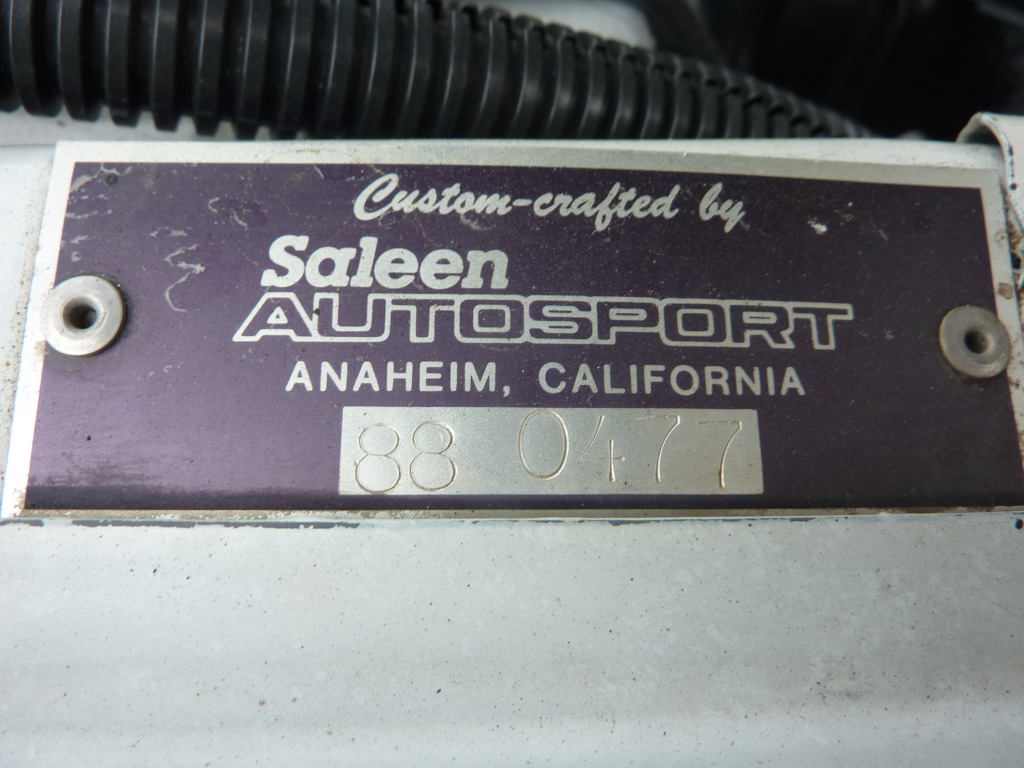 Custom-crafted by
Saleen
AUTOSPORT
ANAHEIM, CALIFORNIA
88 0477